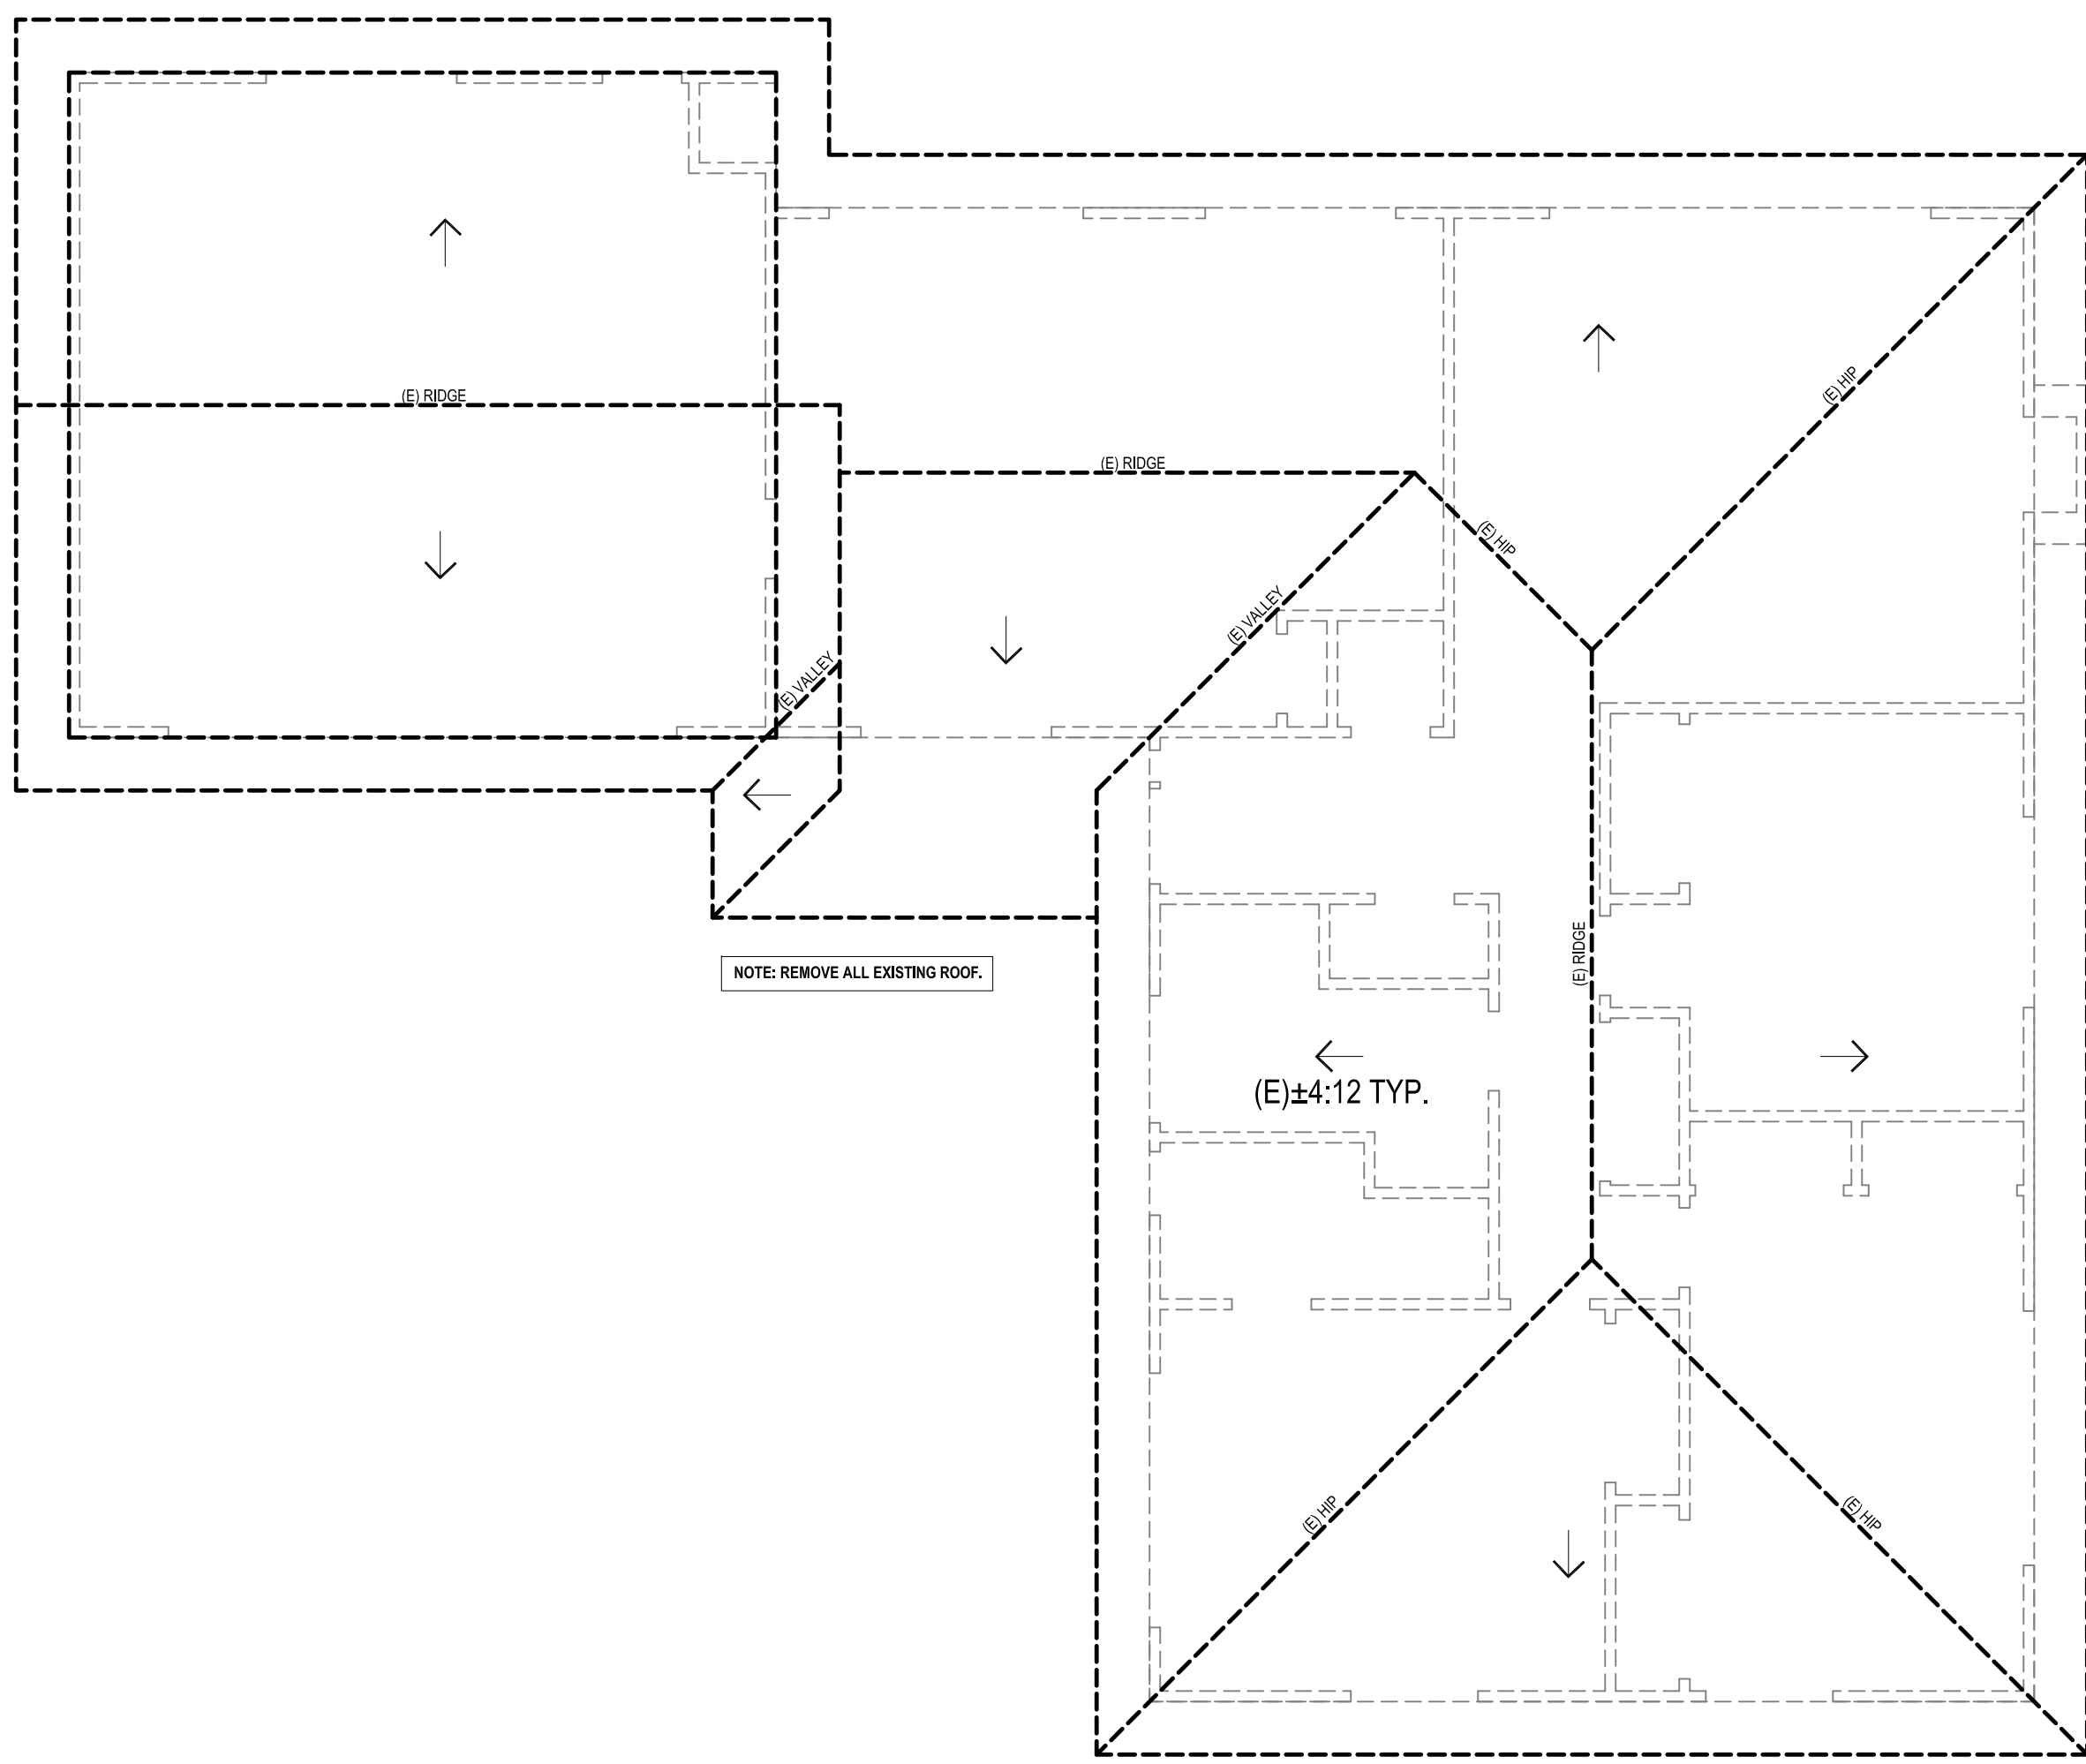 (E) RIDGE
(E) HIP
(E) RIDGE
(E) HIP
(E) VALLEY
(E) VALLEY
(E) RIDGE
NOTE: REMOVE ALL EXISTING ROOF.
(E)±4:12 TYP.
(E) HIP
(E) HIP